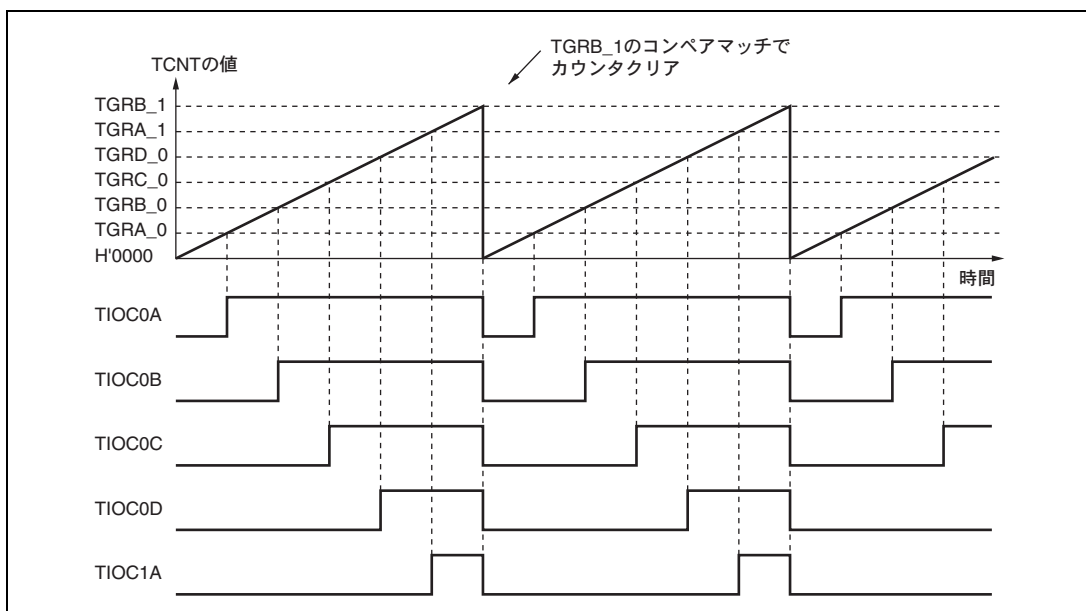 TGRB_1のコンペアマッチで
カウンタクリア
TCNTの値
TGRB_1
TGRA_1
TGRD_0
TGRC_0
TGRB_0
TGRA_0
H'0000
時間
TIOC0A
TIOC0B
TIOC0C
TIOC0D
TIOC1A